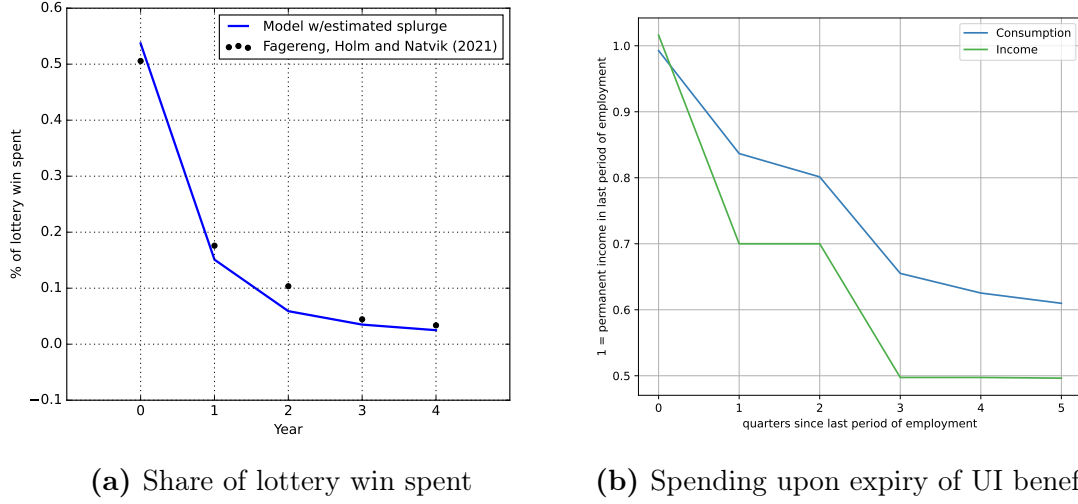 0.6
0.5
0.4
0.3
0.2
0.1
0.0
−0.1
% of lottery win spent
Model w/estimated splurge
Fagereng, Holm and Natvik (2021)
0 1 2 3 4
Year
(a) Share of lottery win spent
1.0
0.9
0.8
0.7
0.6
0.5
1 = permanent income in last period of employment
Consumption
Income
0 1 2 3 4 5
quarters since last period of employment
(b) Spending upon expiry of UI benef